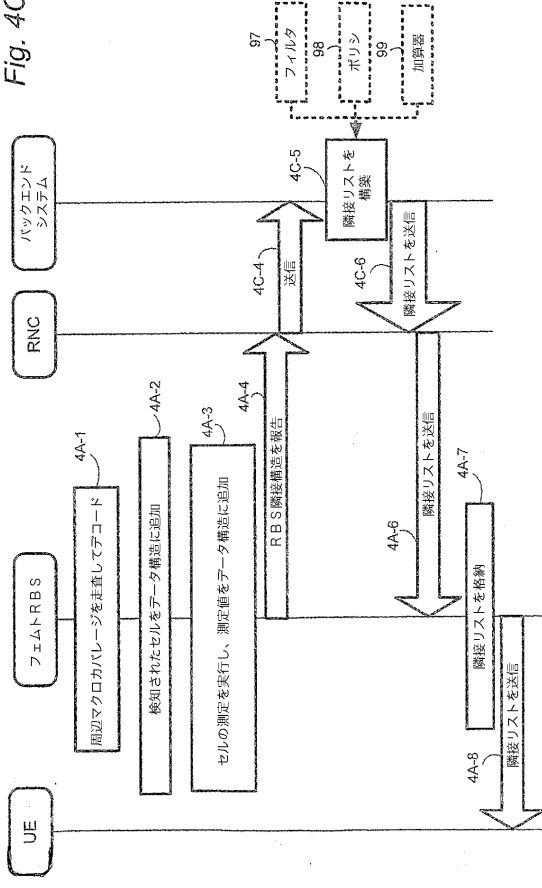 Fig. 4C
UE
フェムトRBS
RNC
バックエンド
システム
4A-1
周辺マクロカバレージを走査してデコード
4A-2
検知されたセルをデータ構造に追加
4A-3
セルの測定を実行し、測定値をデータ構造に追加
4A-4
RBS隣接構造を報告
4C-4
送信
4C-5
隣接リストを
構築
97
フィルタ
98
ポリシ
99
加算器
4C-6
隣接リストを送信
4A-6
隣接リストを送信
4A-7
隣接リストを格納
4A-8
隣接リストを送信